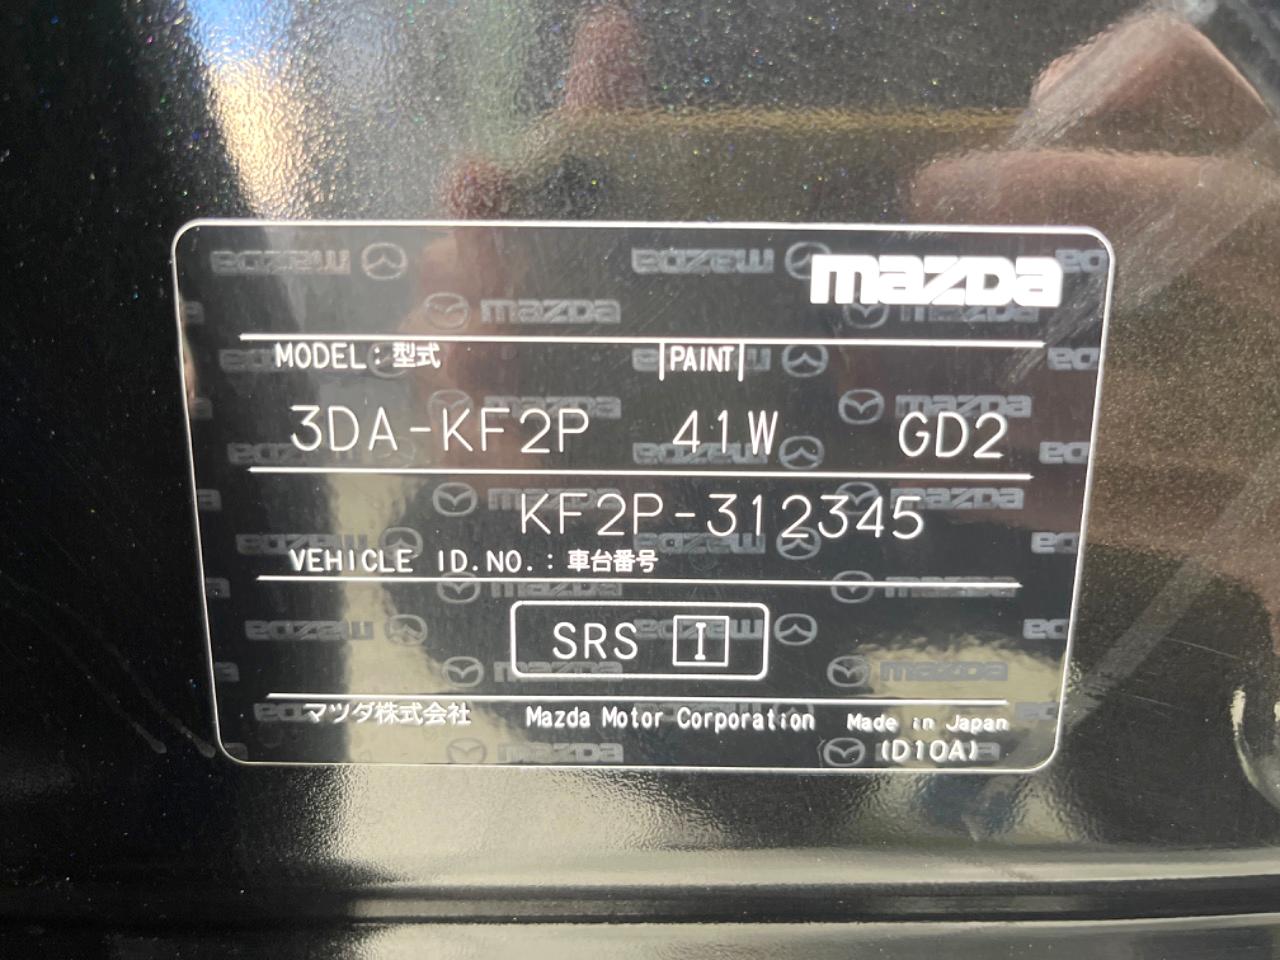 mazda
MODEL : 型式 PAINT
3DA-KF2P 41W GD2
KF2P-312345
VEHICLE ID.NO. : 車台番号
SRS I
マツダ株式会社 Mazda Motor Corporation Made in Japan
(D10A)